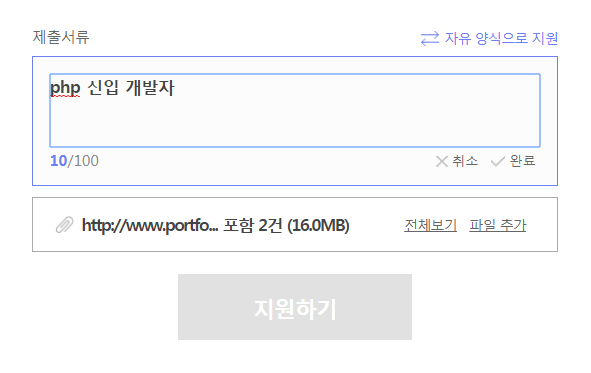 제출서류
자유 양식으로 지원
php 신입 개발자
10/100
취소 완료
http://www.portfo... 포함 2건 (16.0MB) 전체보기 파일 추가
지원하기